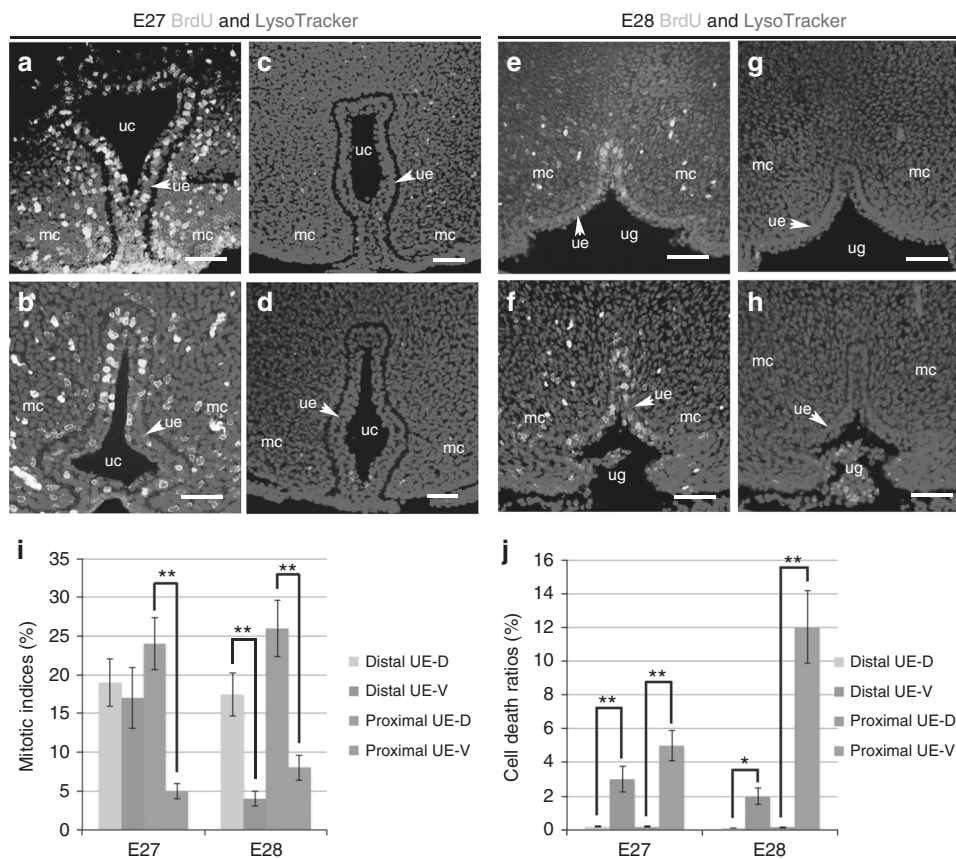 E27 BrdU and LysoTracker
E28 BrdU and LysoTracker
a
uc
ue
mc
mc
c
uc
ue
mc
mc
e
mc
mc
ue
ug
g
mc
mc
ue
ug
b
mc
mc
ue
uc
d
ue
uc
mc
mc
f
mc
ue
mc
ug
h
mc
mc
ue
ug
i
Mitotic indices (%)
35
30
25
20
15
10
5
0
**
**
**
E27
E28
Distal UE-D
Distal UE-V
Proximal UE-D
Proximal UE-V
j
Cell death ratios (%)
16
14
12
10
8
6
4
2
0
**
**
*
**
E27
E28
Distal UE-D
Distal UE-V
Proximal UE-D
Proximal UE-V